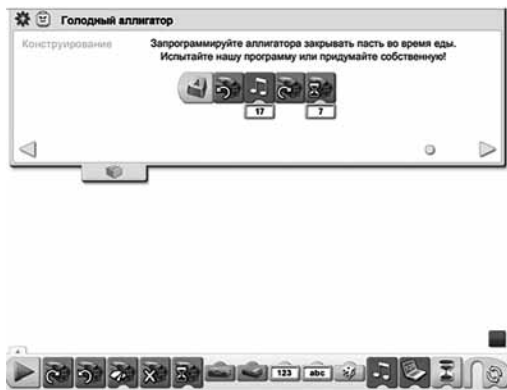 Голодный аллигатор
Конструирование
Запрограммируйте аллигатора закрывать пасть во время еды.
Испытайте нашу программу или придумайте собственную!
A
17
7
123
abc